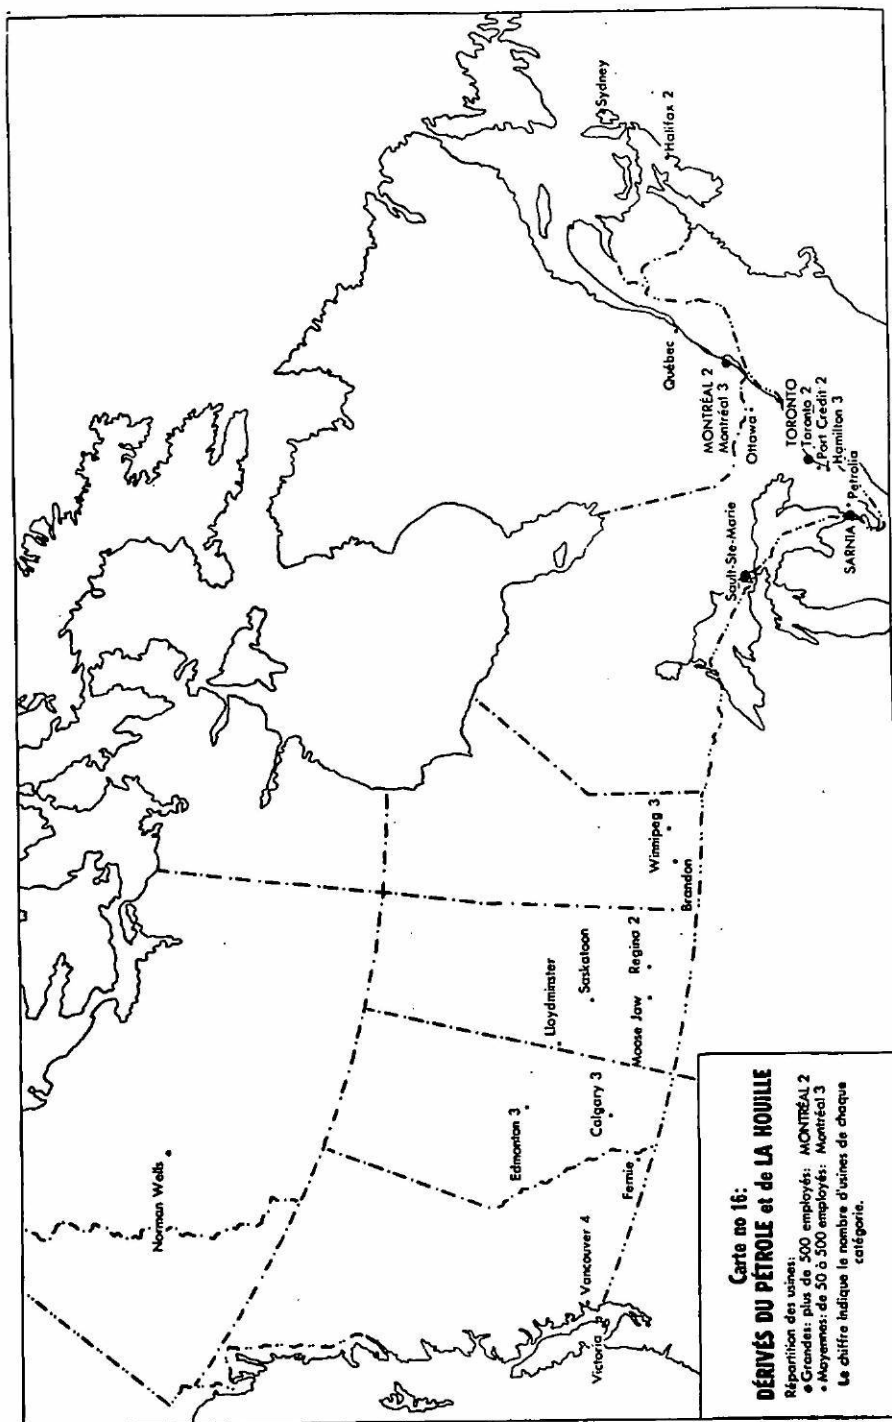 Carte no 16:
DÉRIVÉS DU PÉTROLE et de LA HOUILLE
Répartition des usines:
Grandes: plus de 500 employés: MONTRÉAL 2
Moyennes: de 50 à 500 employés: Montréal 3
Le chiffre indique le nombre d'usines de chaque
catégorie.
Norman Wells
Victoria
Vancouver 4
Fernie
Edmonton 3
Calgary 3
Lloydminster
Saskatoon
Moose Jaw
Regina 2
Brandon
Winnipeg 3
Sault-Ste-Marie
SARNIA
Petrolia
TORONTO
Toronto 2
Port Credit 2
Hamilton 3
MONTRÉAL 2
Montréal 3
Ottawa
Québec
Sydney
Halifax 2